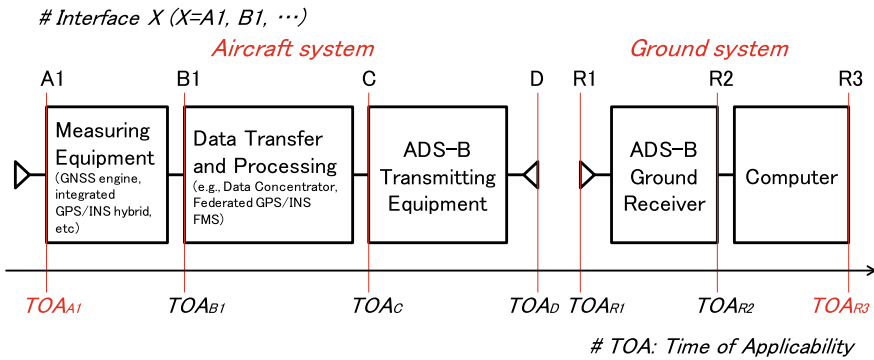 # Interface X (X=A1, B1, …)
Aircraft system
Ground system
A1
B1
C
D
R1
R2
R3
Measuring
Equipment
(GNSS engine,
integrated
GPS/INS hybrid,
etc)
Data Transfer
and Processing
(e.g., Data Concentrator,
Federated GPS/INS
FMS)
ADS-B
Transmitting
Equipment
ADS-B
Ground
Receiver
Computer
TOAA1
TOAB1
TOAC
TOAD
TOAR1
TOAR2
TOAR3
# TOA: Time of Applicability